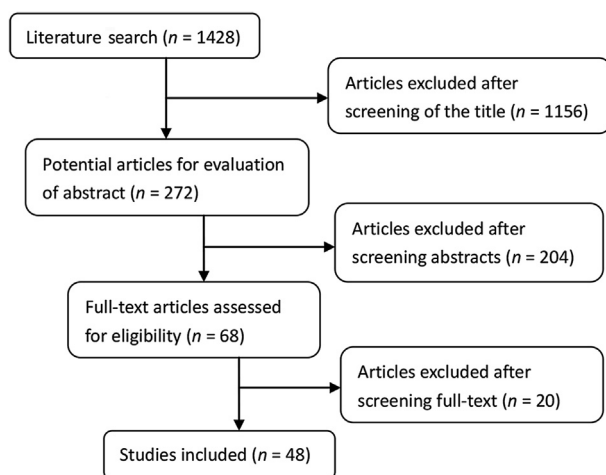 Literature search (n = 1428)
Articles excluded after
screening of the title (n = 1156)
Potential articles for evaluation
of abstract (n = 272)
Articles excluded after
screening abstracts (n = 204)
Full-text articles assessed
for eligibility (n = 68)
Articles excluded after
screening full-text (n = 20)
Studies included (n = 48)